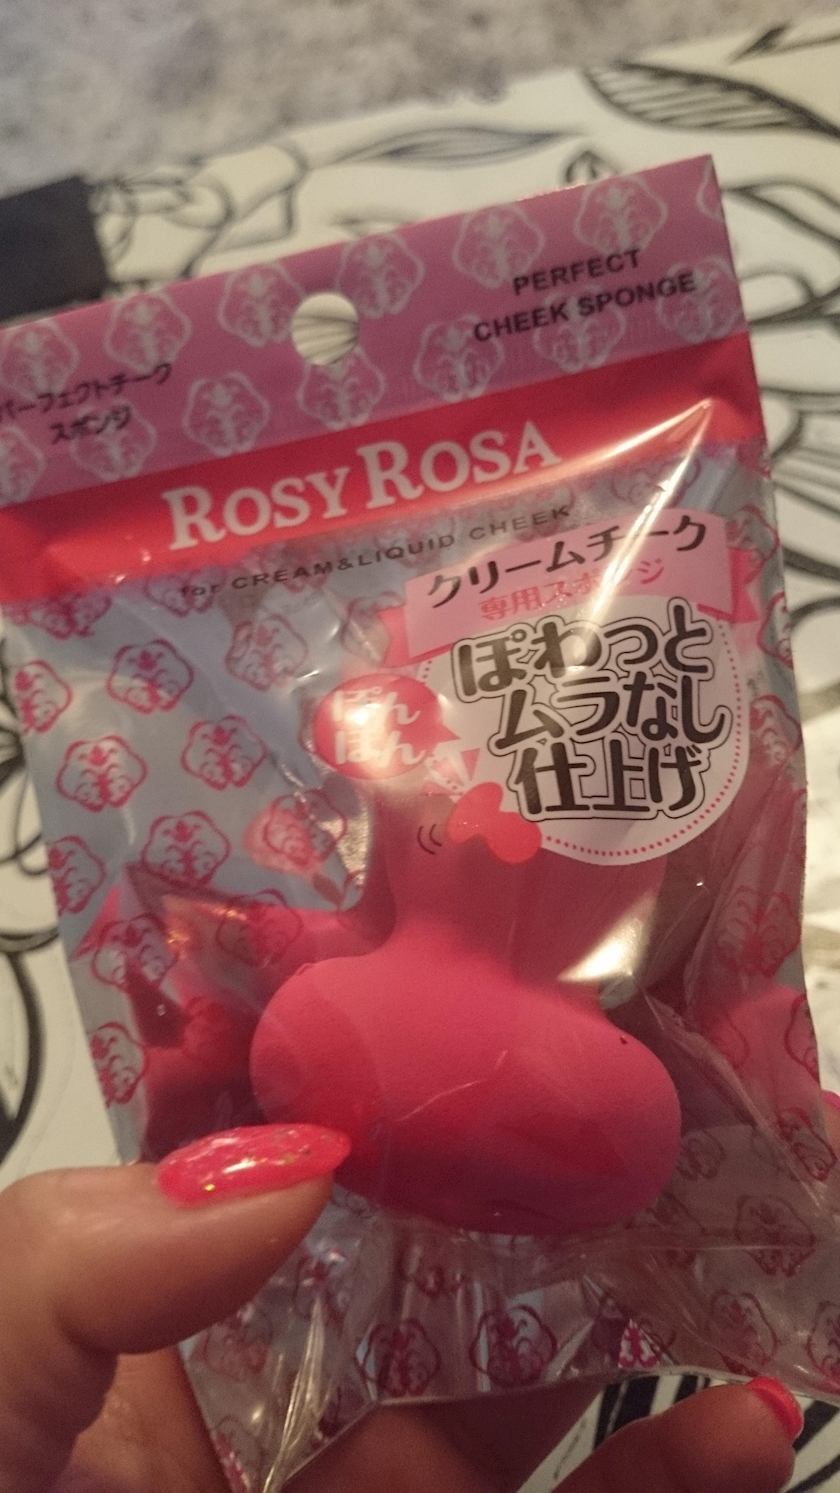 PERFECT
CHEEK SPONGE
パーフェクトチーク
スポンジ
ROSY ROSA
for CREAM&LIQUID CHEEK
クリームチーク
専用スポンジ
ぽわっと
ムラなし
仕上げ
ぽん
ぽん